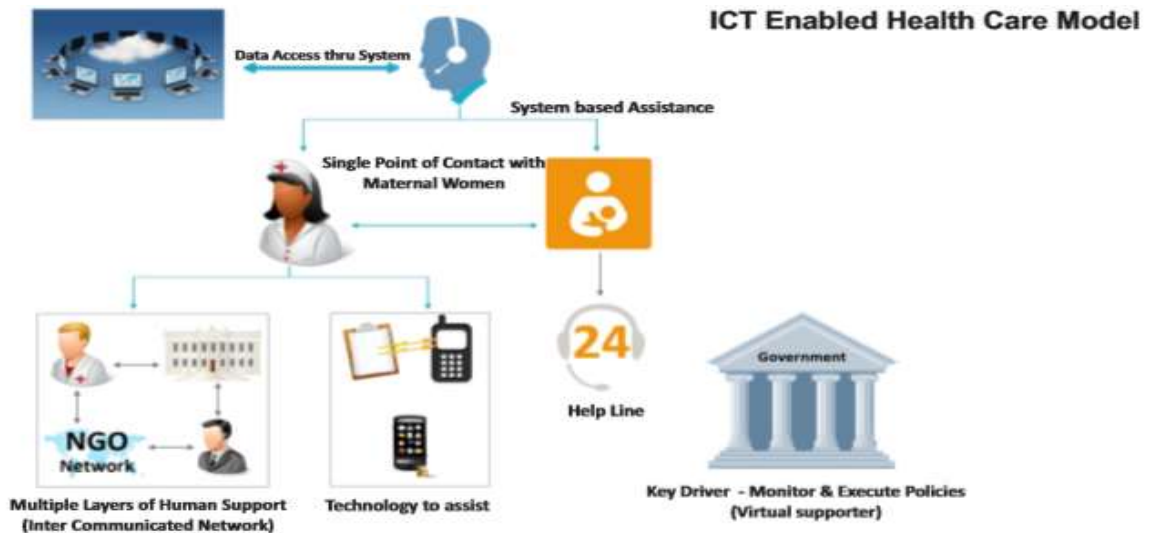 ICT Enabled Health Care Model
Data Access thru System
System based Assistance
Single Point of Contact with
Maternal Women
24
Help Line
Government
NGO
Network
Multiple Layers of Human Support
(Inter Communicated Network)
Technology to assist
Key Driver - Monitor & Execute Policies
(Virtual supporter)